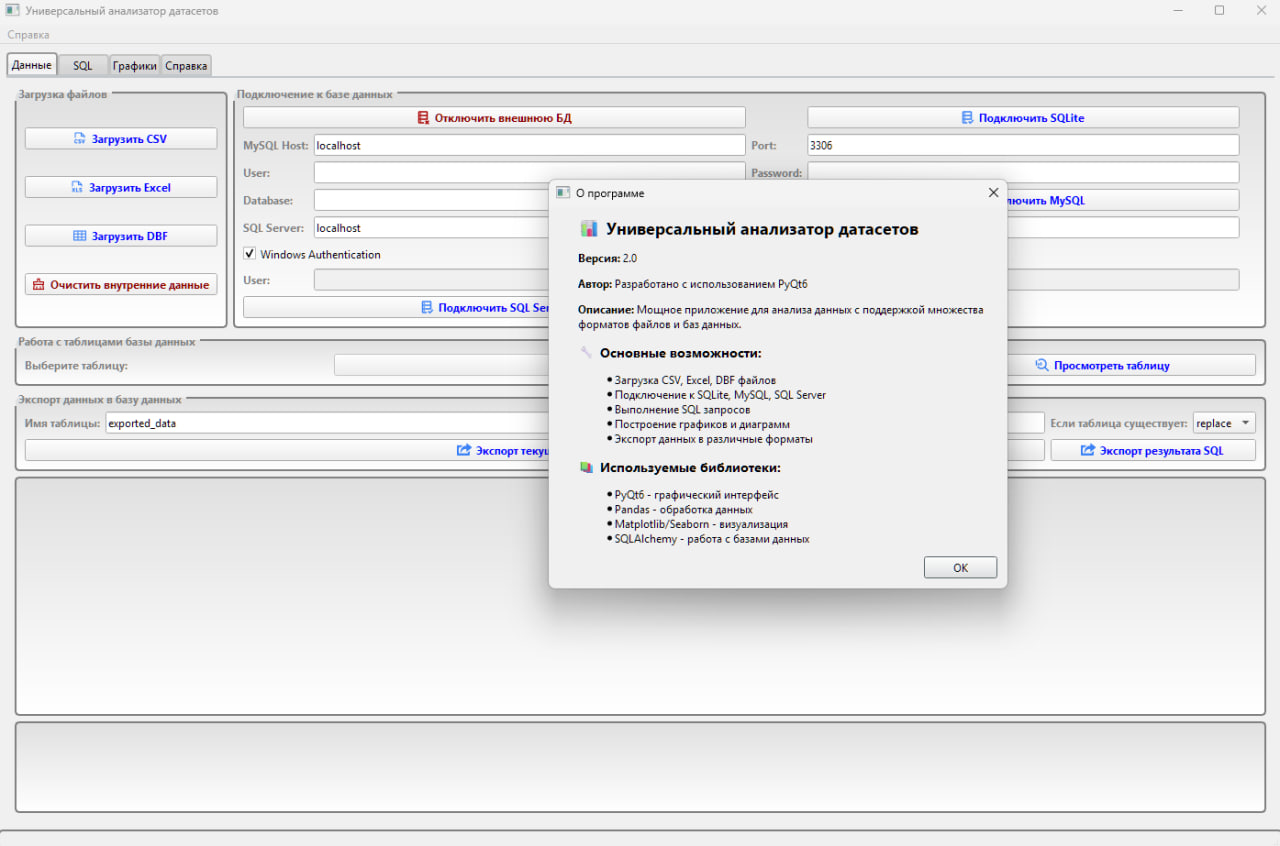 Универсальный анализатор датасетов
Справка
Данные SQL Графики Справка
Загрузка файлов
Загрузить CSV
Загрузить Excel
Загрузить DBF
Очистить внутренние данные
Подключение к базе данных
Отключить внешнюю БД Подключить SQLite
MySQL Host: localhost Port: 3306
User: Password:
Database: MySQL
SQL Server: localhost
Windows Authentication
User:
Подключить SQL
Работа с таблицами базы данных
Выберите таблицу: Просмотреть таблицу
Экспорт данных в базу данных
Имя таблицы: exported_data Если таблица существует: replace
Экспорт Экспорт результата SQL
О программе
Универсальный анализатор датасетов
Версия: 2.0
Автор: Разработано с использованием PyQt6
Описание: Мощное приложение для анализа данных с поддержкой множества
форматов файлов и баз данных.
Основные возможности:
• Загрузка CSV, Excel, DBF файлов
• Подключение к SQLite, MySQL, SQL Server
• Выполнение SQL запросов
• Построение графиков и диаграмм
• Экспорт данных в различные форматы
Используемые библиотеки:
• PyQt6 - графический интерфейс
• Pandas - обработка данных
• Matplotlib/Seaborn - визуализация
• SQLAlchemy - работа с базами данных
OK